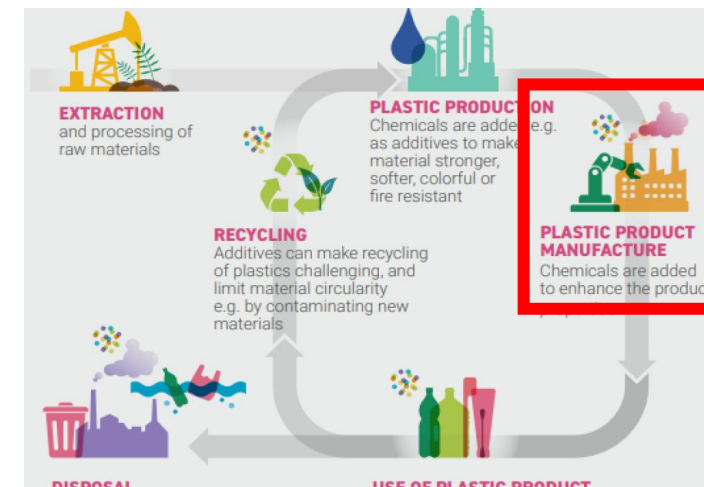 EXTRACTION
and processing of
raw materials
PLASTIC PRODUCTION
Chemicals are added e.g.
as additives to make
material stronger,
softer, colorful or
fire resistant
PLASTIC PRODUCT
MANUFACTURE
Chemicals are added
to enhance the produc
RECYCLING
Additives can make recycling
of plastics challenging, and
limit material circularity
e.g. by contaminating new
materials
DISPOSAL
USE OF PLASTIC PRODUCT